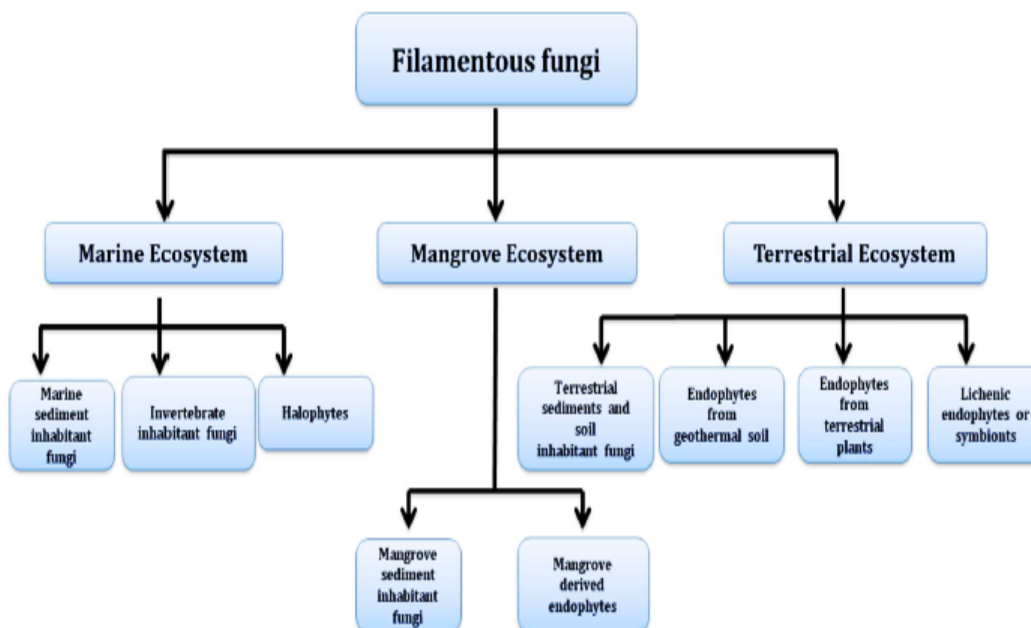 Filamentous fungi
Marine Ecosystem
Mangrove Ecosystem
Terrestrial Ecosystem
Marine
sediment
inhabitant
fungi
Invertebrate
inhabitant fungi
Halophytes
Terrestrial
sediments and
soil
inhabitant fungi
Endophytes
from
geothermal soil
Endophytes
from
terrestrial
plants
Lichenic
endophytes or
symbionts
Mangrove
sediment
inhabitant
fungi
Mangrove
derived
endophytes